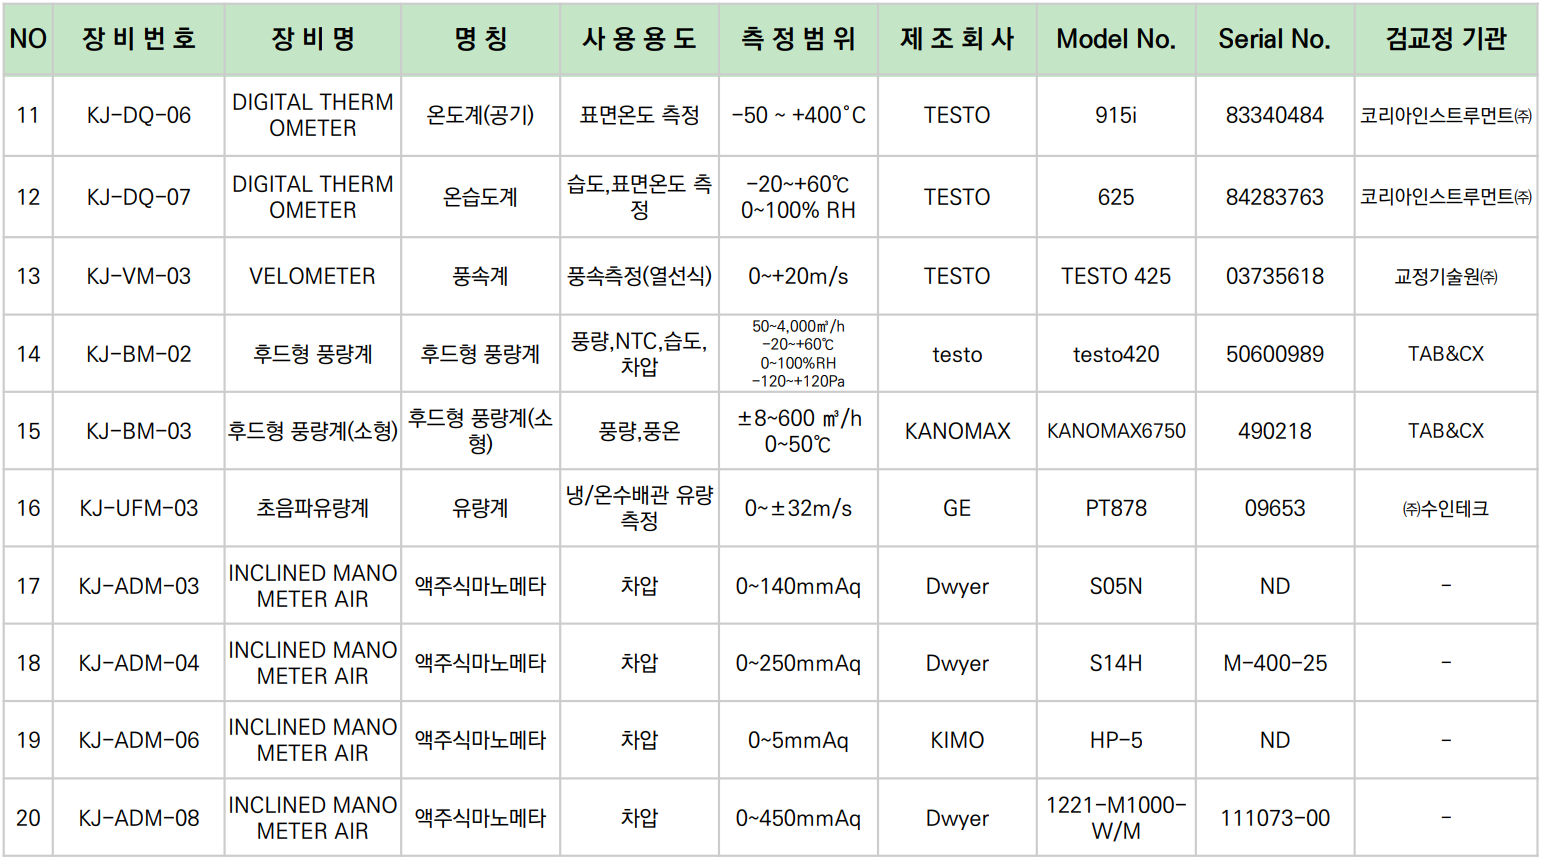 NO 장 비 번 호 장 비 명 명 칭 사 용 용 도 측 정 범 위 제 조 회 사 Model No. Serial No. 검교정 기관
11 KJ-DQ-06 DIGITAL THERM
OMETER 온도계(공기) 표면온도 측정 -50 ~ +400˚C TESTO 915i 83340484 코리아인스트루먼트㈜
12 KJ-DQ-07 DIGITAL THERM
OMETER 온습도계 습도,표면온도 측
정 -20~+60℃
0~100% RH TESTO 625 84283763 코리아인스트루먼트㈜
13 KJ-VM-03 VELOMETER 풍속계 풍속측정(열선식) 0~+20m/s TESTO TESTO 425 03735618 교정기술원㈜
14 KJ-BM-02 후드형 풍량계 후드형 풍량계 풍량,NTC,습도,
차압 50~4,000㎥/h
-20~+60℃
0~100%RH
-120~+120Pa testo testo420 50600989 TAB&CX
15 KJ-BM-03 후드형 풍량계(소형) 후드형 풍량계(소
형) 풍량,풍온 ±8~600 ㎥/h
0~50℃ KANOMAX KANOMAX6750 490218 TAB&CX
16 KJ-UFM-03 초음파유량계 유량계 냉/온수배관 유량
측정 0~±32m/s GE PT878 09653 ㈜수인테크
17 KJ-ADM-03 INCLINED MANO
METER AIR 액주식마노메타 차압 0~140mmAq Dwyer S05N ND -
18 KJ-ADM-04 INCLINED MANO
METER AIR 액주식마노메타 차압 0~250mmAq Dwyer S14H M-400-25 -
19 KJ-ADM-06 INCLINED MANO
METER AIR 액주식마노메타 차압 0~5mmAq KIMO HP-5 ND -
20 KJ-ADM-08 INCLINED MANO
METER AIR 액주식마노메타 차압 0~450mmAq Dwyer 1221-M1000-
W/M 111073-00 -